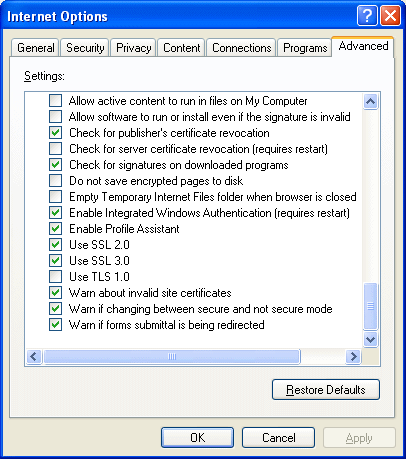 Internet Options
General Security Privacy Content Connections Programs Advanced
Settings:
Allow active content to run in files on My Computer
Allow software to run or install even if the signature is invalid
Check for publisher's certificate revocation
Check for server certificate revocation (requires restart)
Check for signatures on downloaded programs
Do not save encrypted pages to disk
Empty Temporary Internet Files folder when browser is closed
Enable Integrated Windows Authentication (requires restart)
Enable Profile Assistant
Use SSL 2.0
Use SSL 3.0
Use TLS 1.0
Warn about invalid site certificates
Warn if changing between secure and not secure mode
Warn if forms submittal is being redirected
Restore Defaults
OK Cancel Apply